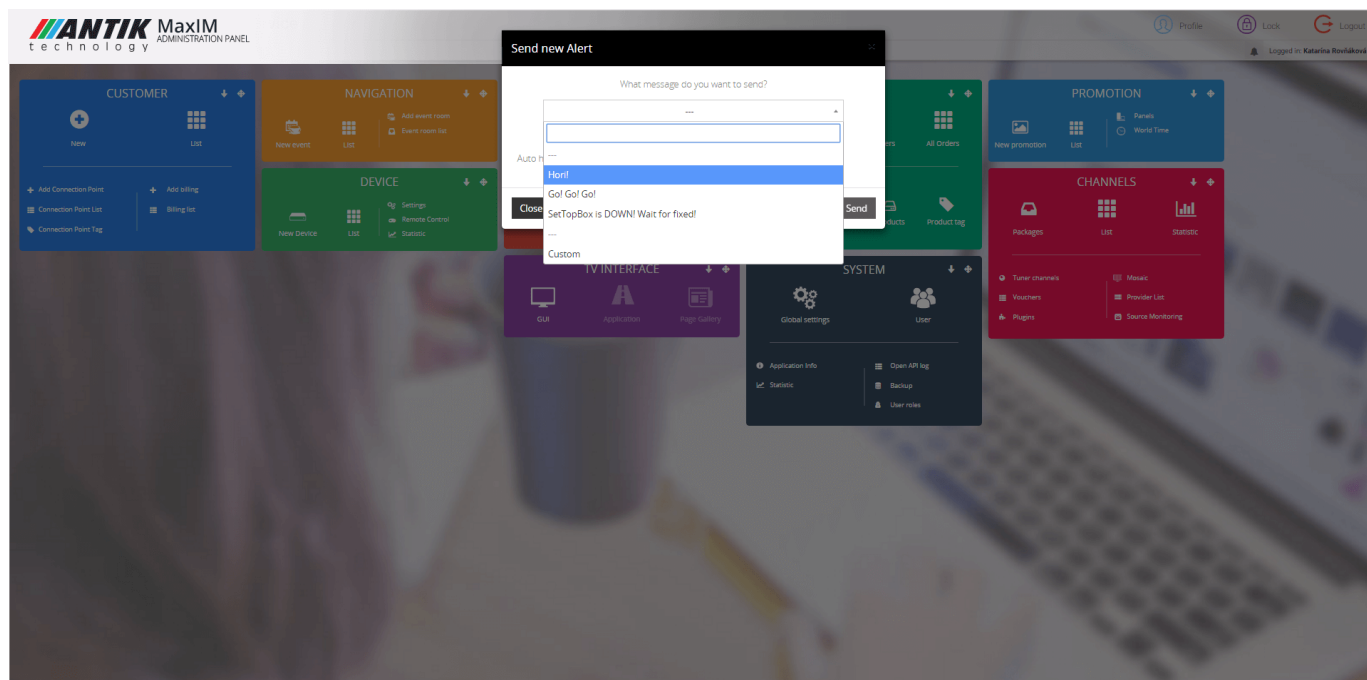 ANTIK
technology
MaxIM
ADMINISTRATION PANEL
Profile
Lock
Logout
Logged in: Katarína Rovňáková
Send new Alert
What message do you want to send?
---
---
Hori!
Go! Go! Go!
SetTopBox is DOWN! Wait for fixed!
---
Custom
Auto h
Close
Send
CUSTOMER
New
List
Add Connection Point
Connection Point List
Connection Point Tag
Add billing
Billing list
NAVIGATION
New event
List
Add event room
Event room list
DEVICE
New Device
List
Settings
Remote Control
Statistic
All Orders
Product tag
PROMOTION
New promotion
List
Panels
World Time
CHANNELS
Packages
List
Statistic
Tuner channels
Vouchers
Plugins
Mosaic
Provider List
Source Monitoring
TV INTERFACE
GUI
Application
Page Gallery
SYSTEM
Global settings
User
Application Info
Statistic
Open API log
Backup
User roles